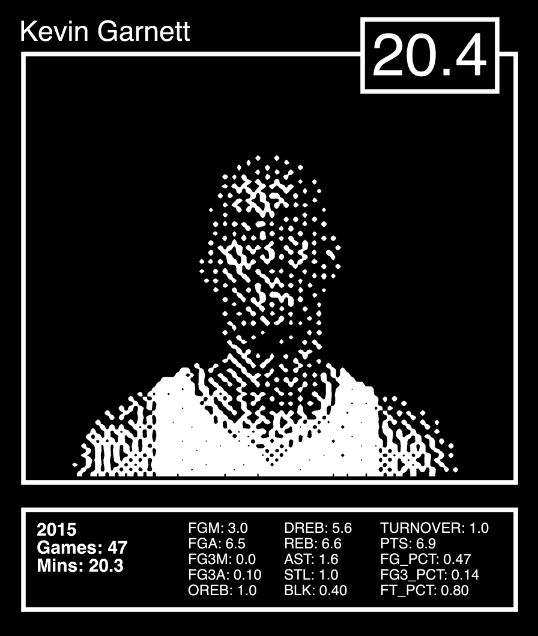 Kevin Garnett
20.4
2015
Games: 47
Mins: 20.3
FGM: 3.0
FGA: 6.5
FG3M: 0.0
FG3A: 0.10
OREB: 1.0
DREB: 5.6
REB: 6.6
AST: 1.6
STL: 1.0
BLK: 0.40
TURNOVER: 1.0
PTS: 6.9
FG_PCT: 0.47
FG3_PCT: 0.14
FT_PCT: 0.80